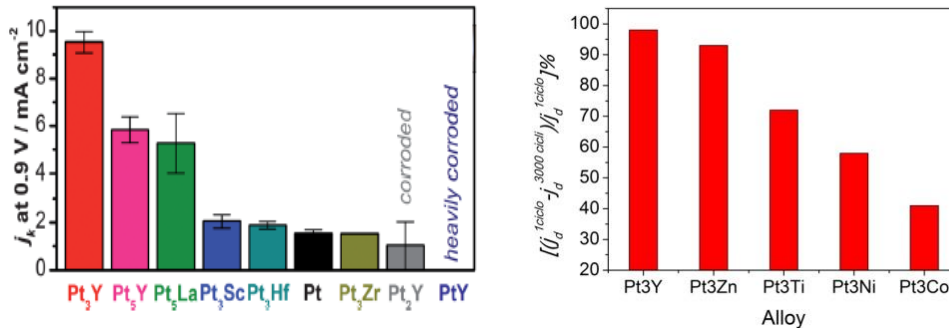 j_k at 0.9 V / mA cm⁻²
10
8
6
4
2
0
corroded
heavily corroded
Pt₃Y Pt₅Y Pt₅La Pt₃Sc Pt₃Hf Pt Pt₃Zr Pt₂Y PtY
[(j_d^1ciclo-j_d^3000 cicli)/j_d^1ciclo]%
100
90
80
70
60
50
40
30
20
Pt3Y Pt3Zn Pt3Ti Pt3Ni Pt3Co
Alloy